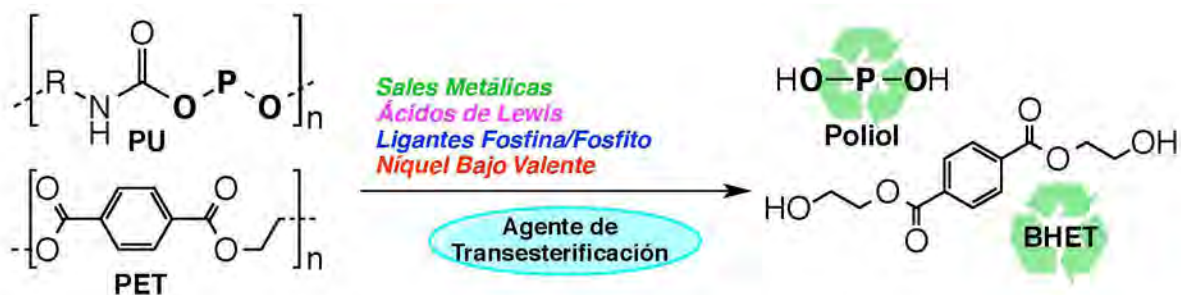 O
R
N
H
O
P
O
n
PU
O
O
O
O
n
PET
Sales Metálicas
Ácidos de Lewis
Ligantes Fosfina/Fosfito
Níquel Bajo Valente
Agente de
Transesterificación
HO-P-OH
Poliol
O
O
OH
HO
O
O
BHET